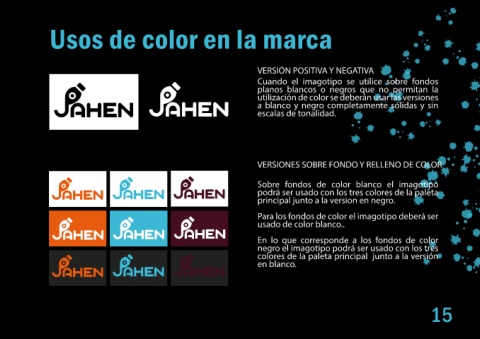 Usos de color en la marca
VERSIÓN POSITIVA Y NEGATIVA
Cuando el imagotipo se utilice sobre fondos
planos blancos o negros que no permitan la
utilización de color se deberán usar las versiones
a blanco y negro completamente sólidas y sin
escalas de tonalidad.
JAHEN
JAHEN
VERSIONES SOBRE FONDO Y RELLENO DE COLOR
Sobre fondos de color blanco el imagotipo
podrá ser usado con los tres colores de la paleta
principal junto a la version en negro.
Para los fondos de color el imagotipo deberá ser
usado de color blanco..
En lo que corresponde a los fondos de color
negro el imagotipo podrá ser usado con los tres
colores de la paleta principal junto a la versión
en blanco.
JAHEN
JAHEN
JAHEN
JAHEN
JAHEN
JAHEN
JAHEN
JAHEN
JAHEN
15